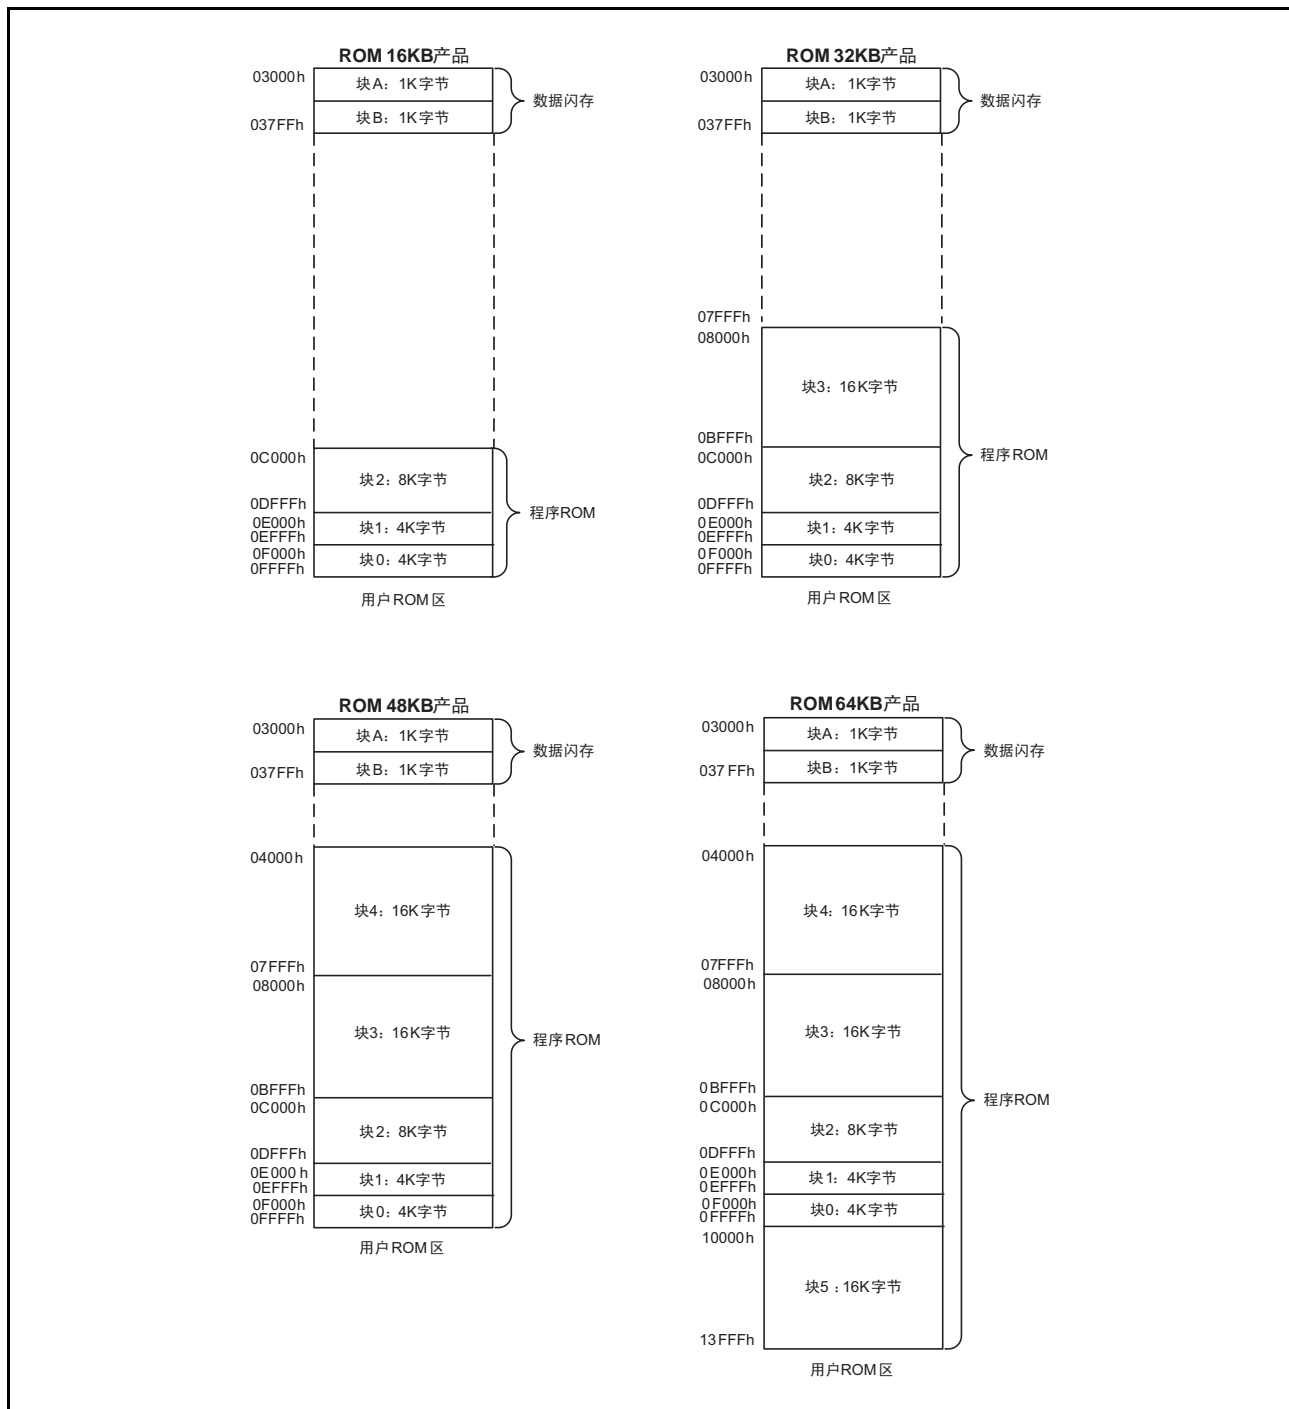 ROM 16KB产品
03000h
块A：1K字节
块B：1K字节
037FFh
数据闪存
0C000h
块2：8K字节
0DFFFh
0E000h
块1：4K字节
0EFFFh
0F000h
块0：4K字节
0FFFFh
程序ROM
用户ROM区
ROM 32KB产品
03000h
块A：1K字节
块B：1K字节
037FFh
数据闪存
07FFFh
08000h
块3：16K字节
0BFFFh
0C000h
块2：8K字节
0DFFFh
0E000h
块1：4K字节
0EFFFh
0F000h
块0：4K字节
0FFFFh
程序ROM
用户ROM区
ROM 48KB产品
03000h
块A：1K字节
块B：1K字节
037FFh
数据闪存
04000h
块4：16K字节
07FFFh
08000h
块3：16K字节
0BFFFh
0C000h
块2：8K字节
0DFFFh
0E000h
块1：4K字节
0EFFFh
0F000h
块0：4K字节
0FFFFh
程序ROM
用户ROM区
ROM 64KB产品
03000h
块A：1K字节
块B：1K字节
037FFh
数据闪存
04000h
块4：16K字节
07FFFh
08000h
块3：16K字节
0BFFFh
0C000h
块2：8K字节
0DFFFh
0E000h
块1：4K字节
0EFFFh
0F000h
块0：4K字节
0FFFFh
10000h
块5：16K字节
13FFFh
程序ROM
用户ROM区